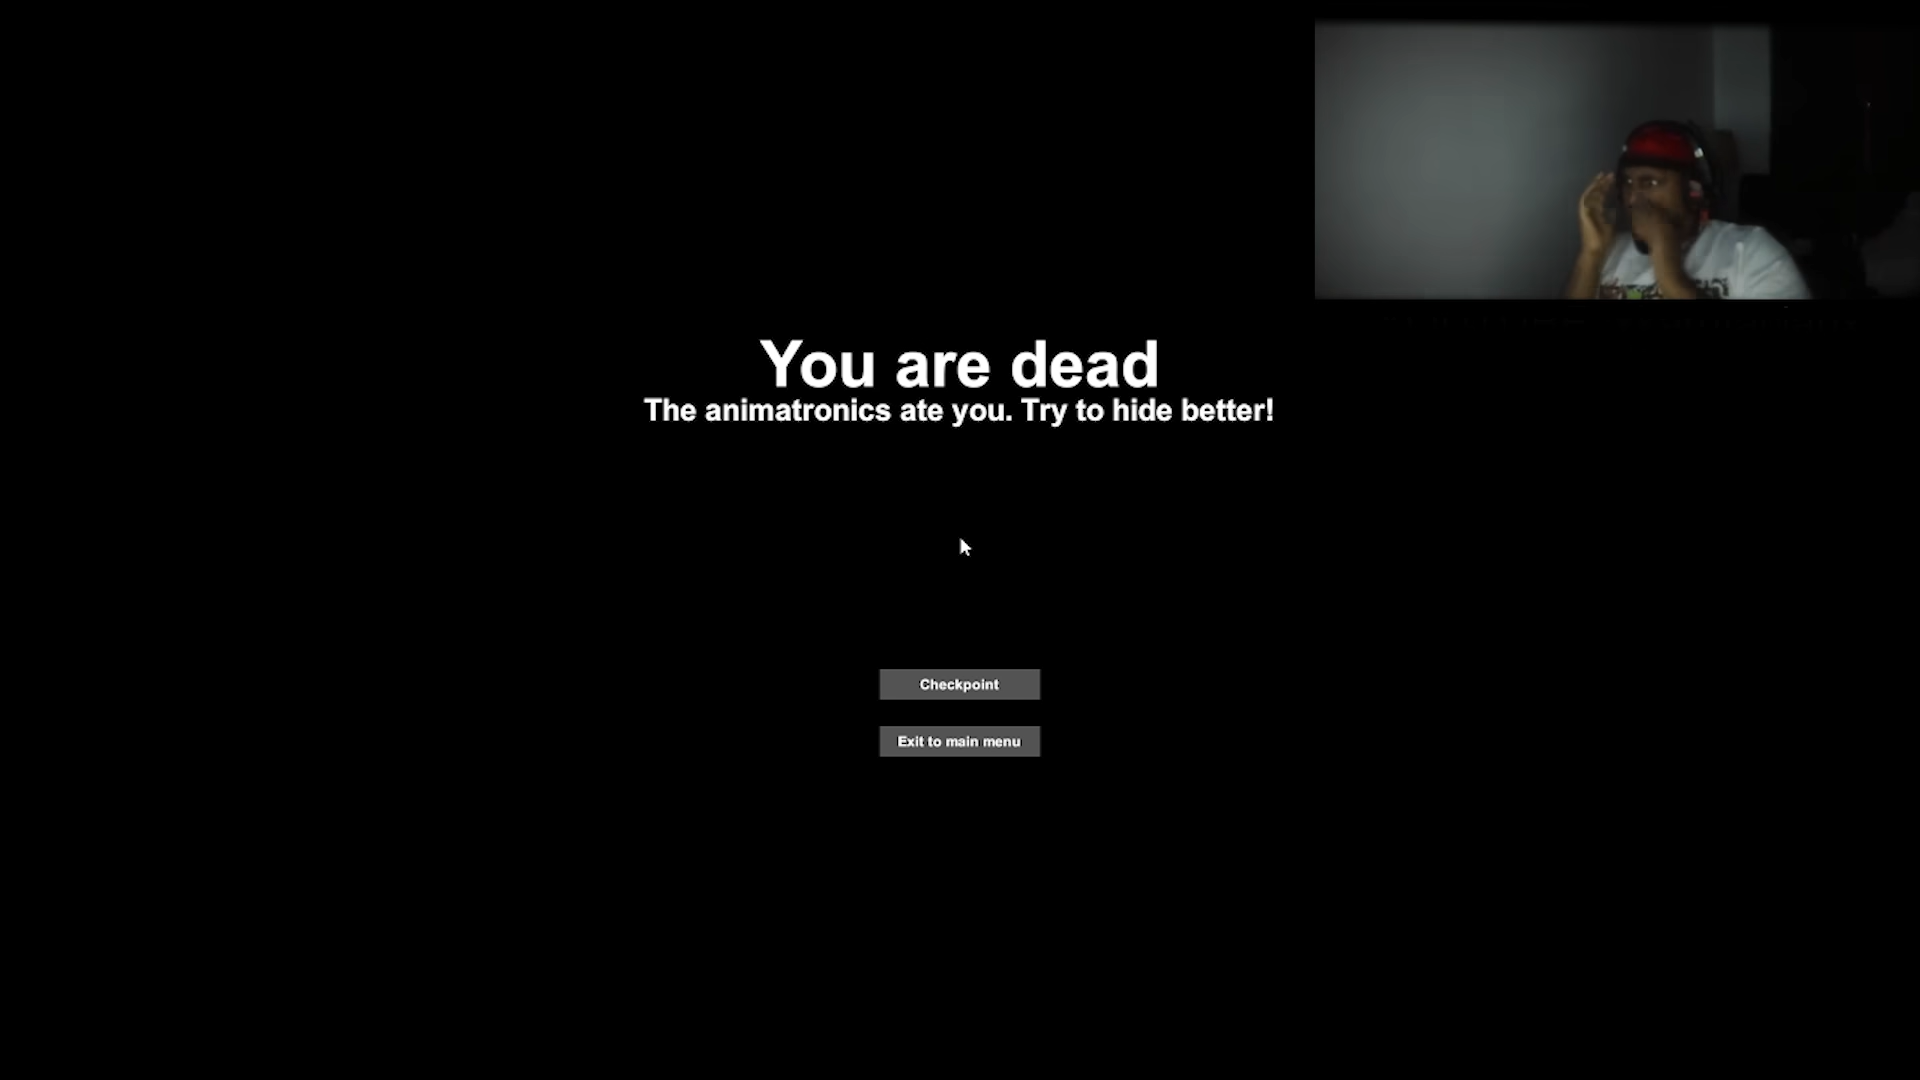 You are dead
The animatronics ate you. Try to hide better!
Checkpoint
Exit to main menu